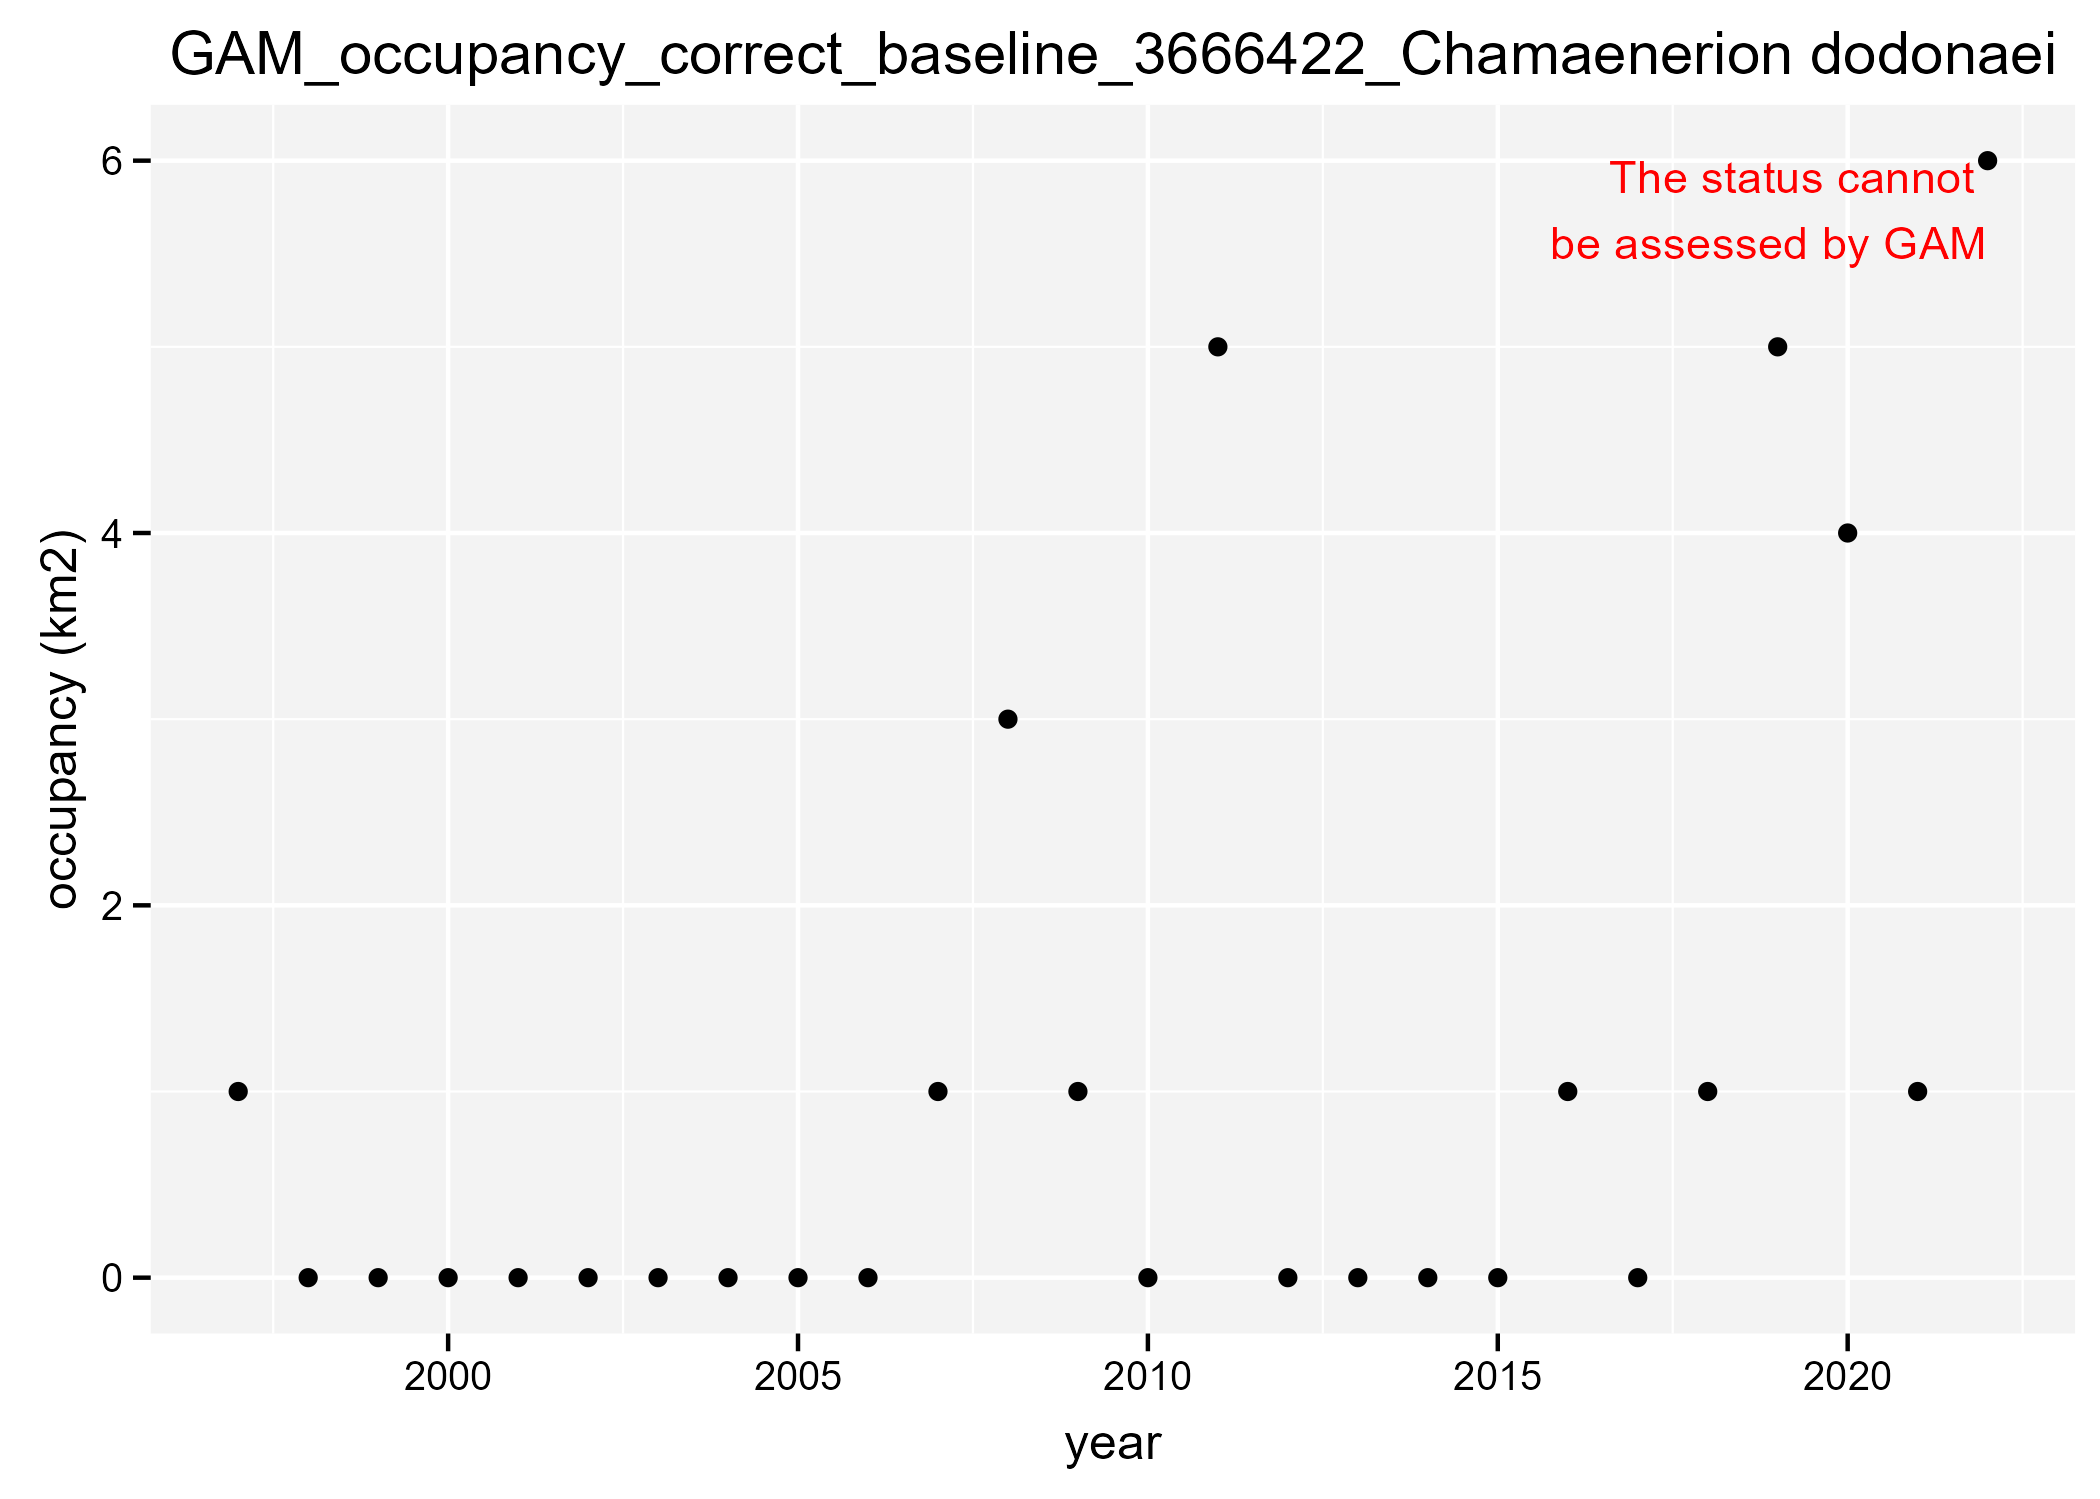 GAM_occupancy_correct_baseline_3666422_Chamaenerion dodonaei
The status cannot
be assessed by GAM
occupancy (km2)
6
4
2
0
2000 2005 2010 2015 2020
year